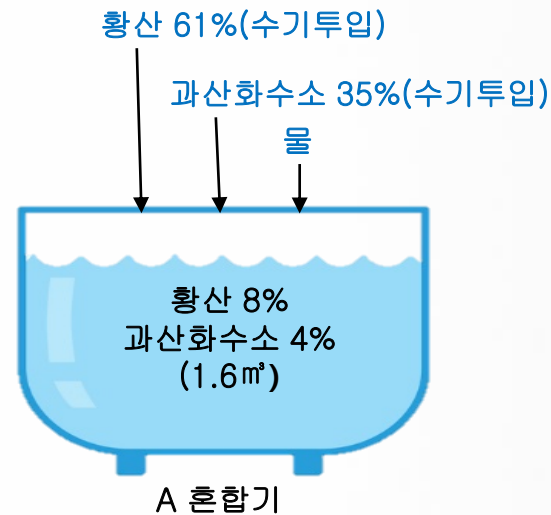 황산 61%(수기투입)
과산화수소 35%(수기투입)
물
황산 8%
과산화수소 4%
(1.6㎥)
A 혼합기